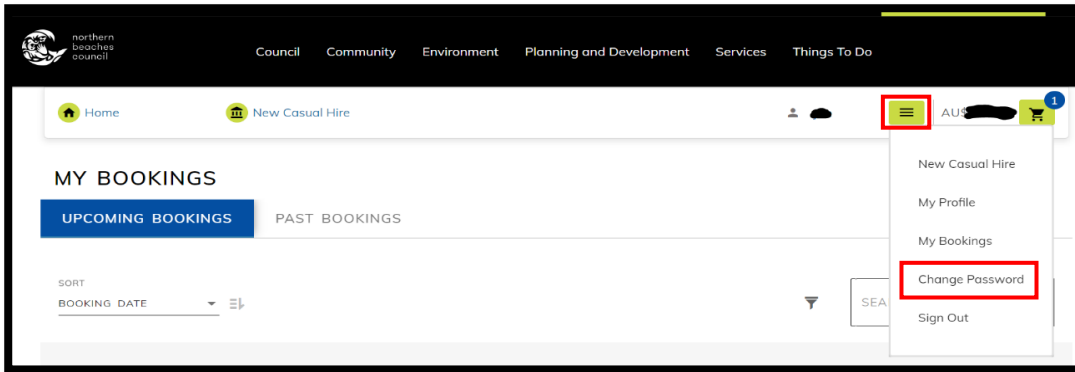 northern
beaches
council
Council Community Environment Planning and Development Services Things To Do
Home New Casual Hire AU$ 1
New Casual Hire
MY BOOKINGS
My Profile
UPCOMING BOOKINGS PAST BOOKINGS
My Bookings
SORT
Change Password
BOOKING DATE SEA
Sign Out